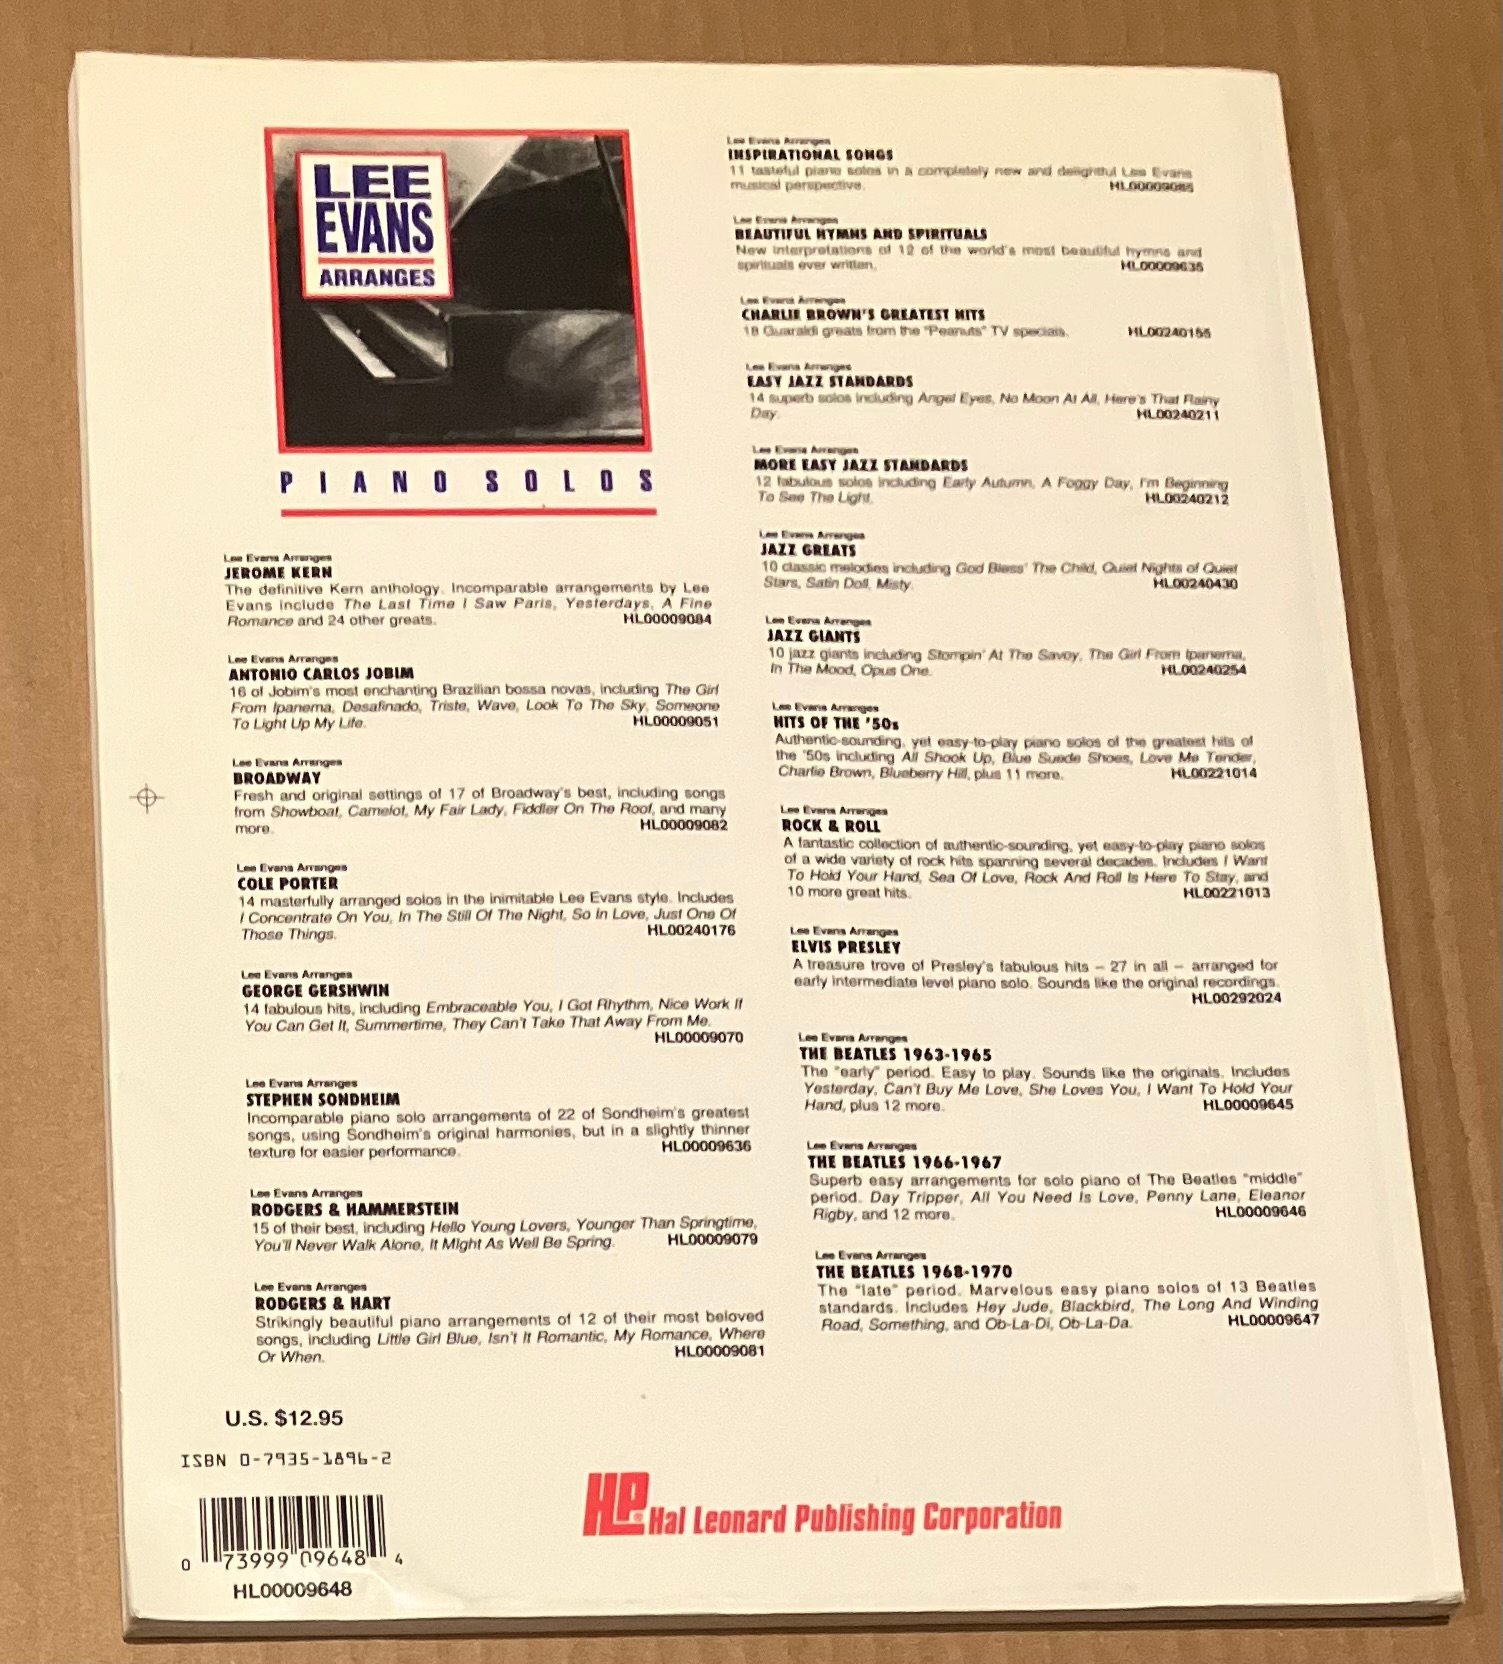 LEE
EVANS
ARRANGES
PIANO SOLOS
Lee Evans Arranges
JEROME KERN
The definitive Kern anthology. Incomparable arrangements by Lee
Evans include The Last Time I Saw Paris, Yesterdays, A Fine
Romance and 24 other greats. HL00009084
Lee Evans Arranges
ANTONIO CARLOS JOBIM
16 of Jobim's most enchanting Brazilian bossa novas, including The Girl
From Ipanema, Desafinado, Triste, Wave, Look To The Sky, Someone
To Light Up My Life. HL00009051
Lee Evans Arranges
BROADWAY
Fresh and original settings of 17 of Broadway's best, including songs
from Showboat, Camelot, My Fair Lady, Fiddler On The Roof, and many
more. HL00009082
Lee Evans Arranges
COLE PORTER
14 masterfully arranged solos in the inimitable Lee Evans style. Includes
I Concentrate On You, In The Still Of The Night, So In Love, Just One Of
Those Things. HL00240176
Lee Evans Arranges
GEORGE GERSHWIN
14 fabulous hits, including Embraceable You, I Got Rhythm, Nice Work If
You Can Get It, Summertime, They Can't Take That Away From Me.
HL00009070
Lee Evans Arranges
STEPHEN SONDHEIM
Incomparable piano solo arrangements of 22 of Sondheim's greatest
songs, using Sondheim's original harmonies, but in a slightly thinner
texture for easier performance. HL00009636
Lee Evans Arranges
RODGERS & HAMMERSTEIN
15 of their best, including Hello Young Lovers, Younger Than Springtime,
You'll Never Walk Alone, It Might As Well Be Spring. HL00009079
Lee Evans Arranges
RODGERS & HART
Strikingly beautiful piano arrangements of 12 of their most beloved
songs, including Little Girl Blue, Isn't It Romantic, My Romance, Where
Or When. HL00009081
Lee Evans Arranges
INSPIRATIONAL SONGS
11 tasteful piano solos in a completely new and delightful Lee Evans
musical perspective.
Lee Evans Arranges
BEAUTIFUL HYMNS AND SPIRITUALS
New interpretations of 12 of the world's most beautiful hymns and
spirituals ever written. HL00009635
Lee Evans Arranges
CHARLIE BROWN'S GREATEST HITS
18 Guaraldi greats from the "Peanuts" TV specials. HL00240155
Lee Evans Arranges
EASY JAZZ STANDARDS
14 superb solos including Angel Eyes, No Moon At All, Here's That Rainy
Day. HL00240211
Lee Evans Arranges
MORE EASY JAZZ STANDARDS
12 fabulous solos including Early Autumn, A Foggy Day, I'm Beginning
To See The Light. HL00240212
Lee Evans Arranges
JAZZ GREATS
10 classic melodies including God Bless' The Child, Quiet Nights of Quiet
Stars, Satin Doll, Misty. HL00240430
Lee Evans Arranges
JAZZ GIANTS
10 jazz giants including Stompin' At The Savoy, The Girl From Ipanema,
In The Mood, Opus One. HL00240254
Lee Evans Arranges
HITS OF THE '50s
Authentic-sounding, yet easy-to-play piano solos of the greatest hits of
the '50s including All Shook Up, Blue Suede Shoes, Love Me Tender,
Charlie Brown, Blueberry Hill, plus 11 more. HL00221014
Lee Evans Arranges
ROCK & ROLL
A fantastic collection of authentic-sounding, yet easy-to-play piano solos
of a wide variety of rock hits spanning several decades. Includes I Want
To Hold Your Hand, Sea Of Love, Rock And Roll Is Here To Stay, and
10 more great hits. HL00221013
Lee Evans Arranges
ELVIS PRESLEY
A treasure trove of Presley's fabulous hits – 27 in all – arranged for
early intermediate level piano solo. Sounds like the original recordings.
HL00292024
Lee Evans Arranges
THE BEATLES 1963-1965
The "early" period. Easy to play. Sounds like the originals. Includes
Yesterday, Can't Buy Me Love, She Loves You, I Want To Hold Your
Hand, plus 12 more. HL00009645
Lee Evans Arranges
THE BEATLES 1966-1967
Superb easy arrangements for solo piano of The Beatles "middle"
period. Day Tripper, All You Need Is Love, Penny Lane, Eleanor
Rigby, and 12 more. HL00009646
Lee Evans Arranges
THE BEATLES 1968-1970
The "late" period. Marvelous easy piano solos of 13 Beatles
standards. Includes Hey Jude, Blackbird, The Long And Winding
Road, Something, and Ob-La-Di, Ob-La-Da. HL00009647
U.S. $12.95
ISBN 0-7935-1896-2
0 73999 09648 4
HL00009648
HL® Hal Leonard Publishing Corporation